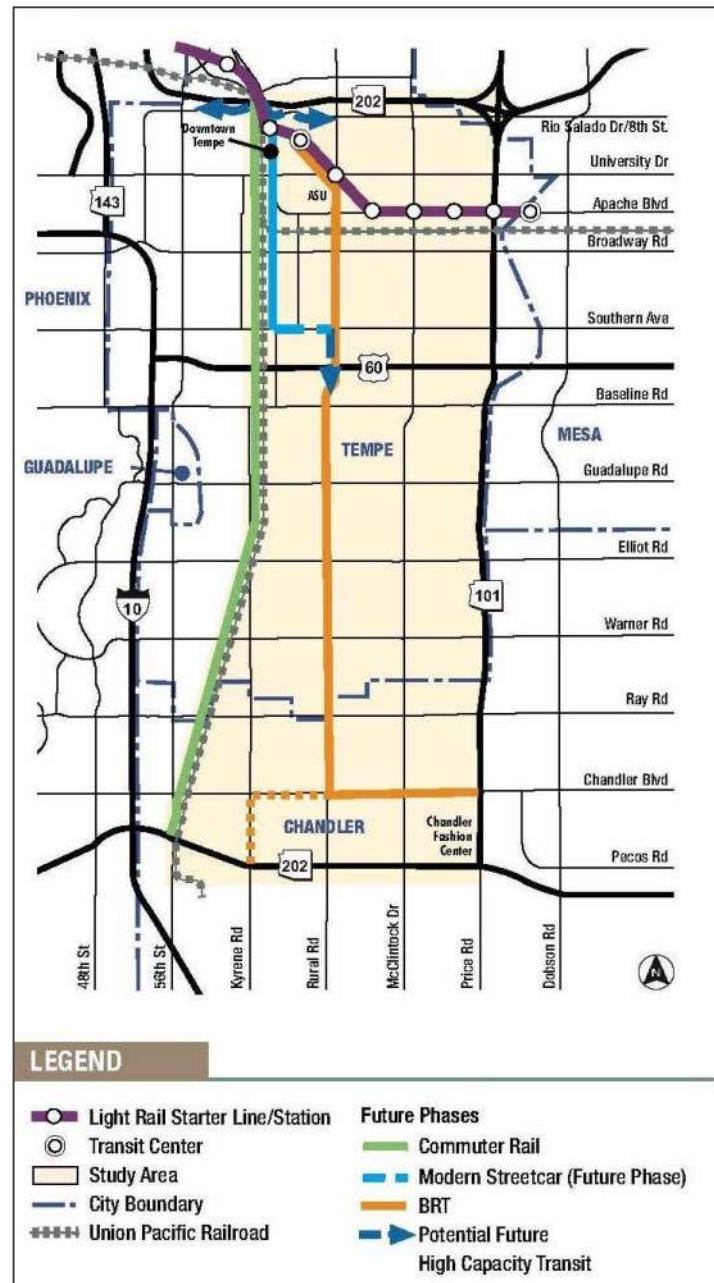 202
Rio Salado Dr/8th St.
Downtown
Tempe
University Dr
ASU
143
Apache Blvd
Broadway Rd
PHOENIX
Southern Ave
60
Baseline Rd
TEMPE
MESA
GUADALUPE
Guadalupe Rd
Elliot Rd
10
101
Warner Rd
Ray Rd
Chandler Blvd
CHANDLER
Chandler
Fashion
Center
Pecos Rd
202
48th St
56th St
Kyrene Rd
Rural Rd
McClintock Dr
Price Rd
Dobson Rd
N
LEGEND
Light Rail Starter Line/Station
Transit Center
Study Area
City Boundary
Union Pacific Railroad
Future Phases
Commuter Rail
Modern Streetcar (Future Phase)
BRT
Potential Future
High Capacity Transit